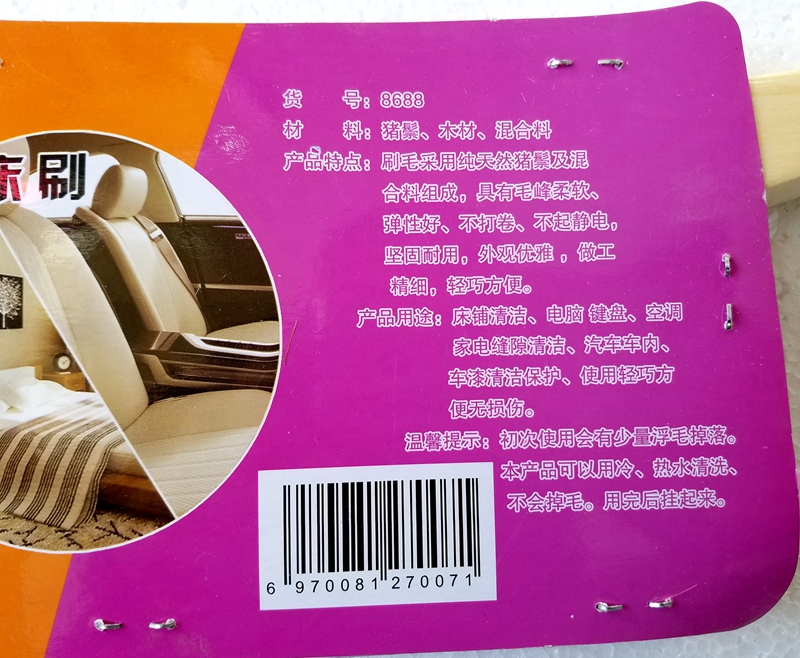 刷
货 号：8688
材 料：猪鬃、木材、混合料
产品特点：刷毛采用纯天然猪鬃及混
合料组成，具有毛峰柔软、
弹性好、不打卷、不起静电，
坚固耐用，外观优雅，做工
精细，轻巧方便。
产品用途：床铺清洁、电脑 键盘、空调
家电缝隙清洁、汽车车内、
车漆清洁保护、使用轻巧方
便无损伤。
温馨提示：初次使用会有少量浮毛掉落。
本产品可以用冷、热水清洗、
不会掉毛。用完后挂起来。
6 970081 270071